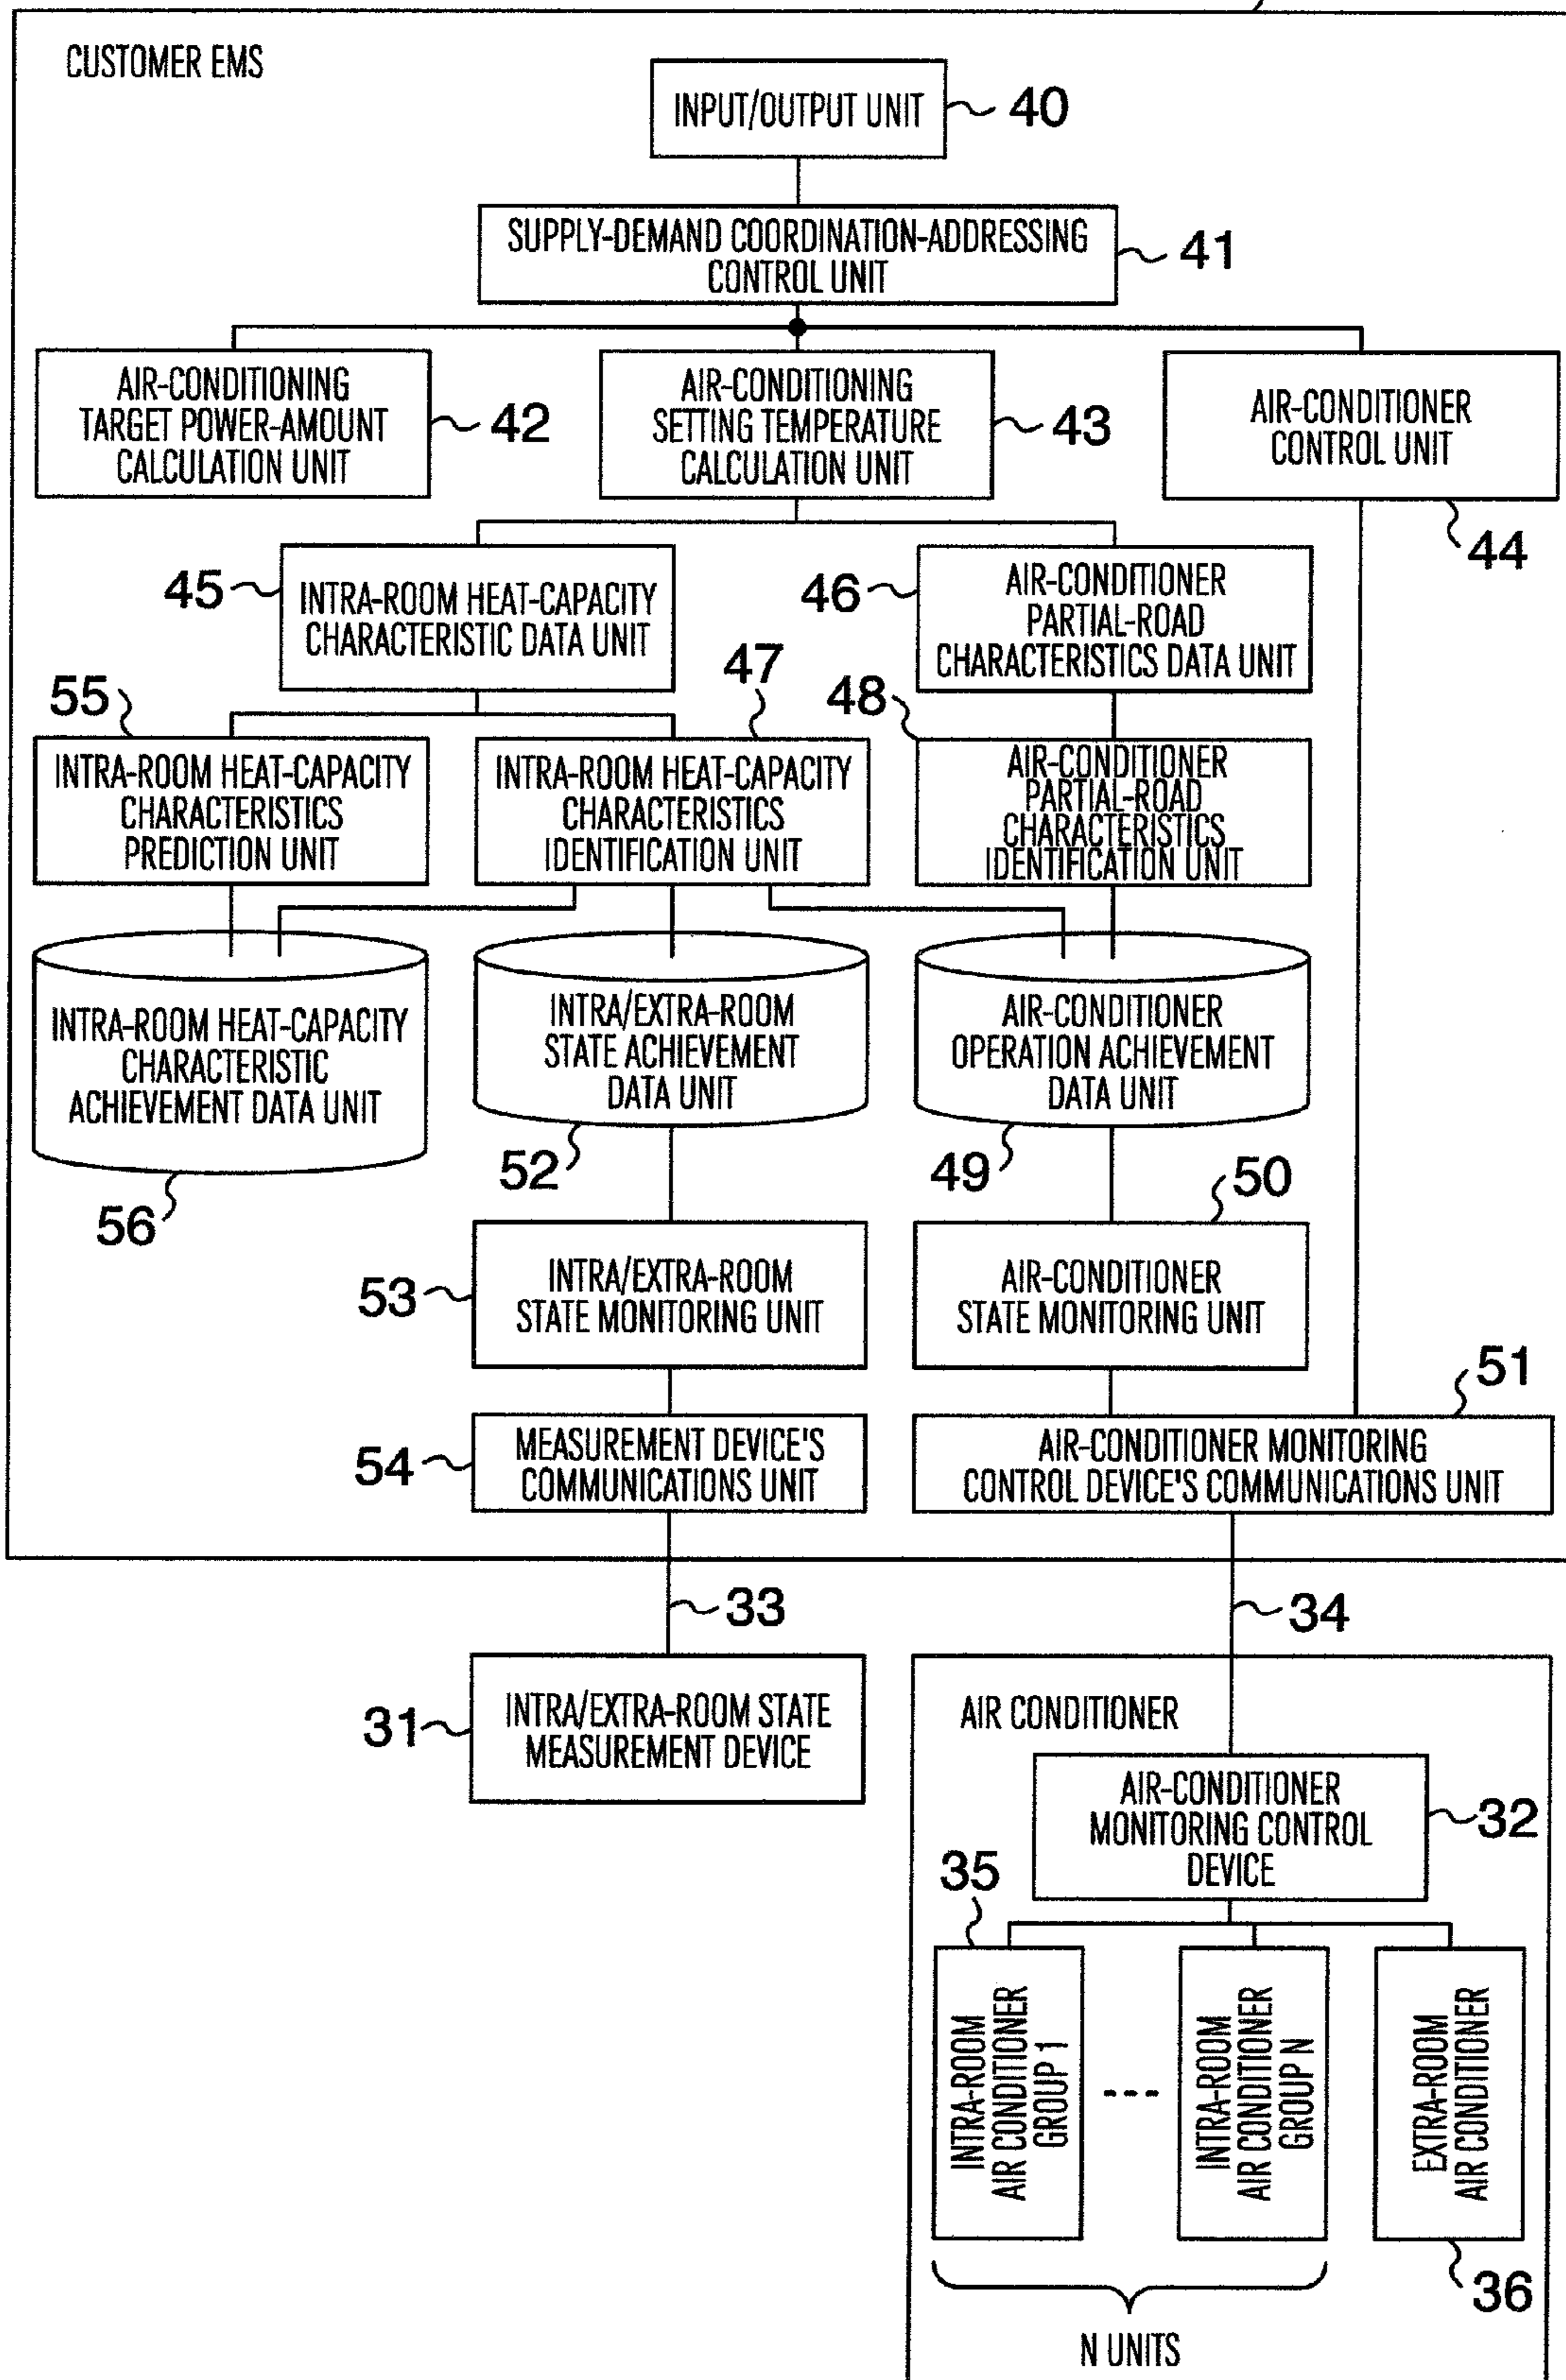 CUSTOMER EMS
INPUT/OUTPUT UNIT
40
SUPPLY-DEMAND COORDINATION-ADDRESSING
CONTROL UNIT
41
AIR-CONDITIONING
TARGET POWER-AMOUNT
CALCULATION UNIT
42
AIR-CONDITIONING
SETTING TEMPERATURE
CALCULATION UNIT
43
AIR-CONDITIONER
CONTROL UNIT
44
45
INTRA-ROOM HEAT-CAPACITY
CHARACTERISTIC DATA UNIT
46
AIR-CONDITIONER
PARTIAL-ROAD
CHARACTERISTICS DATA UNIT
55
INTRA-ROOM HEAT-CAPACITY
CHARACTERISTICS
PREDICTION UNIT
47
INTRA-ROOM HEAT-CAPACITY
CHARACTERISTICS
IDENTIFICATION UNIT
48
AIR-CONDITIONER
PARTIAL-ROAD
CHARACTERISTICS
IDENTIFICATION UNIT
INTRA-ROOM HEAT-CAPACITY
CHARACTERISTIC
ACHIEVEMENT DATA UNIT
56
INTRA/EXTRA-ROOM
STATE ACHIEVEMENT
DATA UNIT
52
AIR-CONDITIONER
OPERATION ACHIEVEMENT
DATA UNIT
49
50
53
INTRA/EXTRA-ROOM
STATE MONITORING UNIT
AIR-CONDITIONER
STATE MONITORING UNIT
51
54
MEASUREMENT DEVICE'S
COMMUNICATIONS UNIT
AIR-CONDITIONER MONITORING
CONTROL DEVICE'S COMMUNICATIONS UNIT
33
34
31
INTRA/EXTRA-ROOM STATE
MEASUREMENT DEVICE
AIR CONDITIONER
AIR-CONDITIONER
MONITORING CONTROL
DEVICE
32
35
INTRA-ROOM
AIR CONDITIONER
GROUP 1
---
INTRA-ROOM
AIR CONDITIONER
GROUP N
EXTRA-ROOM
AIR CONDITIONER
36
N UNITS